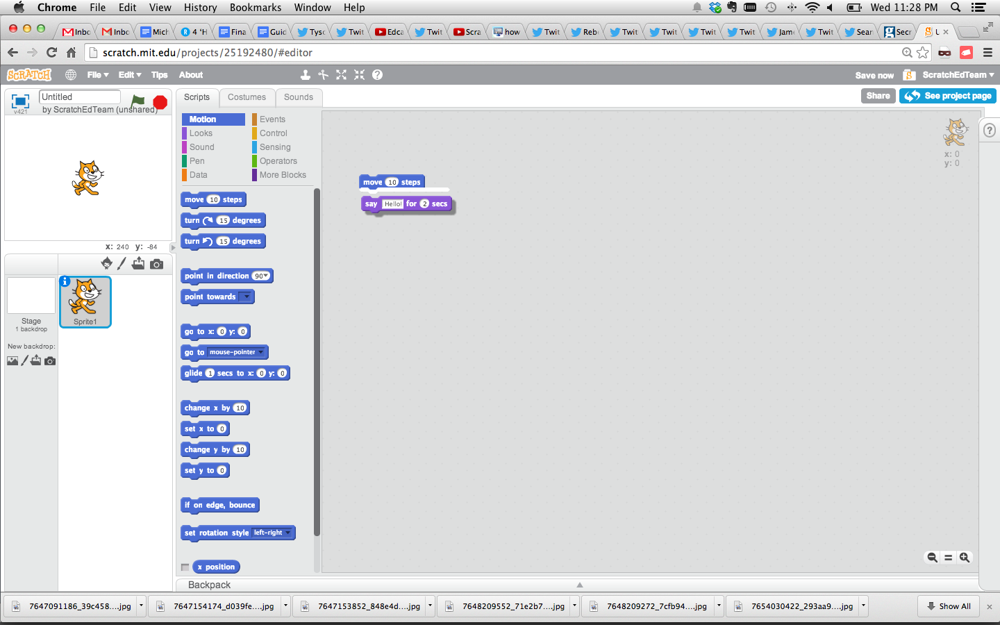 Chrome File Edit View History Bookmarks Window Help Wed 11:28 PM
Inbc Inbc Mich 4 'H Fina Guid Tysc Twit Edca Twit Scra how Twit Reb Twit Twit Twit Twit Jam Twit Sear Secr
scratch.mit.edu/projects/25192480/#editor
SCRATCH File Edit Tips About Save now ScratchEdTeam
Untitled
v421 by ScratchEdTeam (unshared)
Scripts Costumes Sounds Share See project page
Motion Events
Looks Control
Sound Sensing
Pen Operators
Data More Blocks
x: 0
y: 0
move 10 steps
say Hello! for 2 secs
move 10 steps
turn 15 degrees
turn 15 degrees
point in direction 90
point towards
go to x: 0 y: 0
go to mouse-pointer
glide 1 secs to x: 0 y: 0
change x by 10
set x to 0
change y by 10
set y to 0
if on edge, bounce
set rotation style left-right
x position
x: 240 y: -84
Sprite1
Stage
1 backdrop
New backdrop:
Backpack
7647091186_39c458....jpg 7647154174_d039fe....jpg 7647153852_848e4d....jpg 7648209552_71e2b7....jpg 7648209272_7cfb94....jpg 7654030422_293aa9....jpg Show All